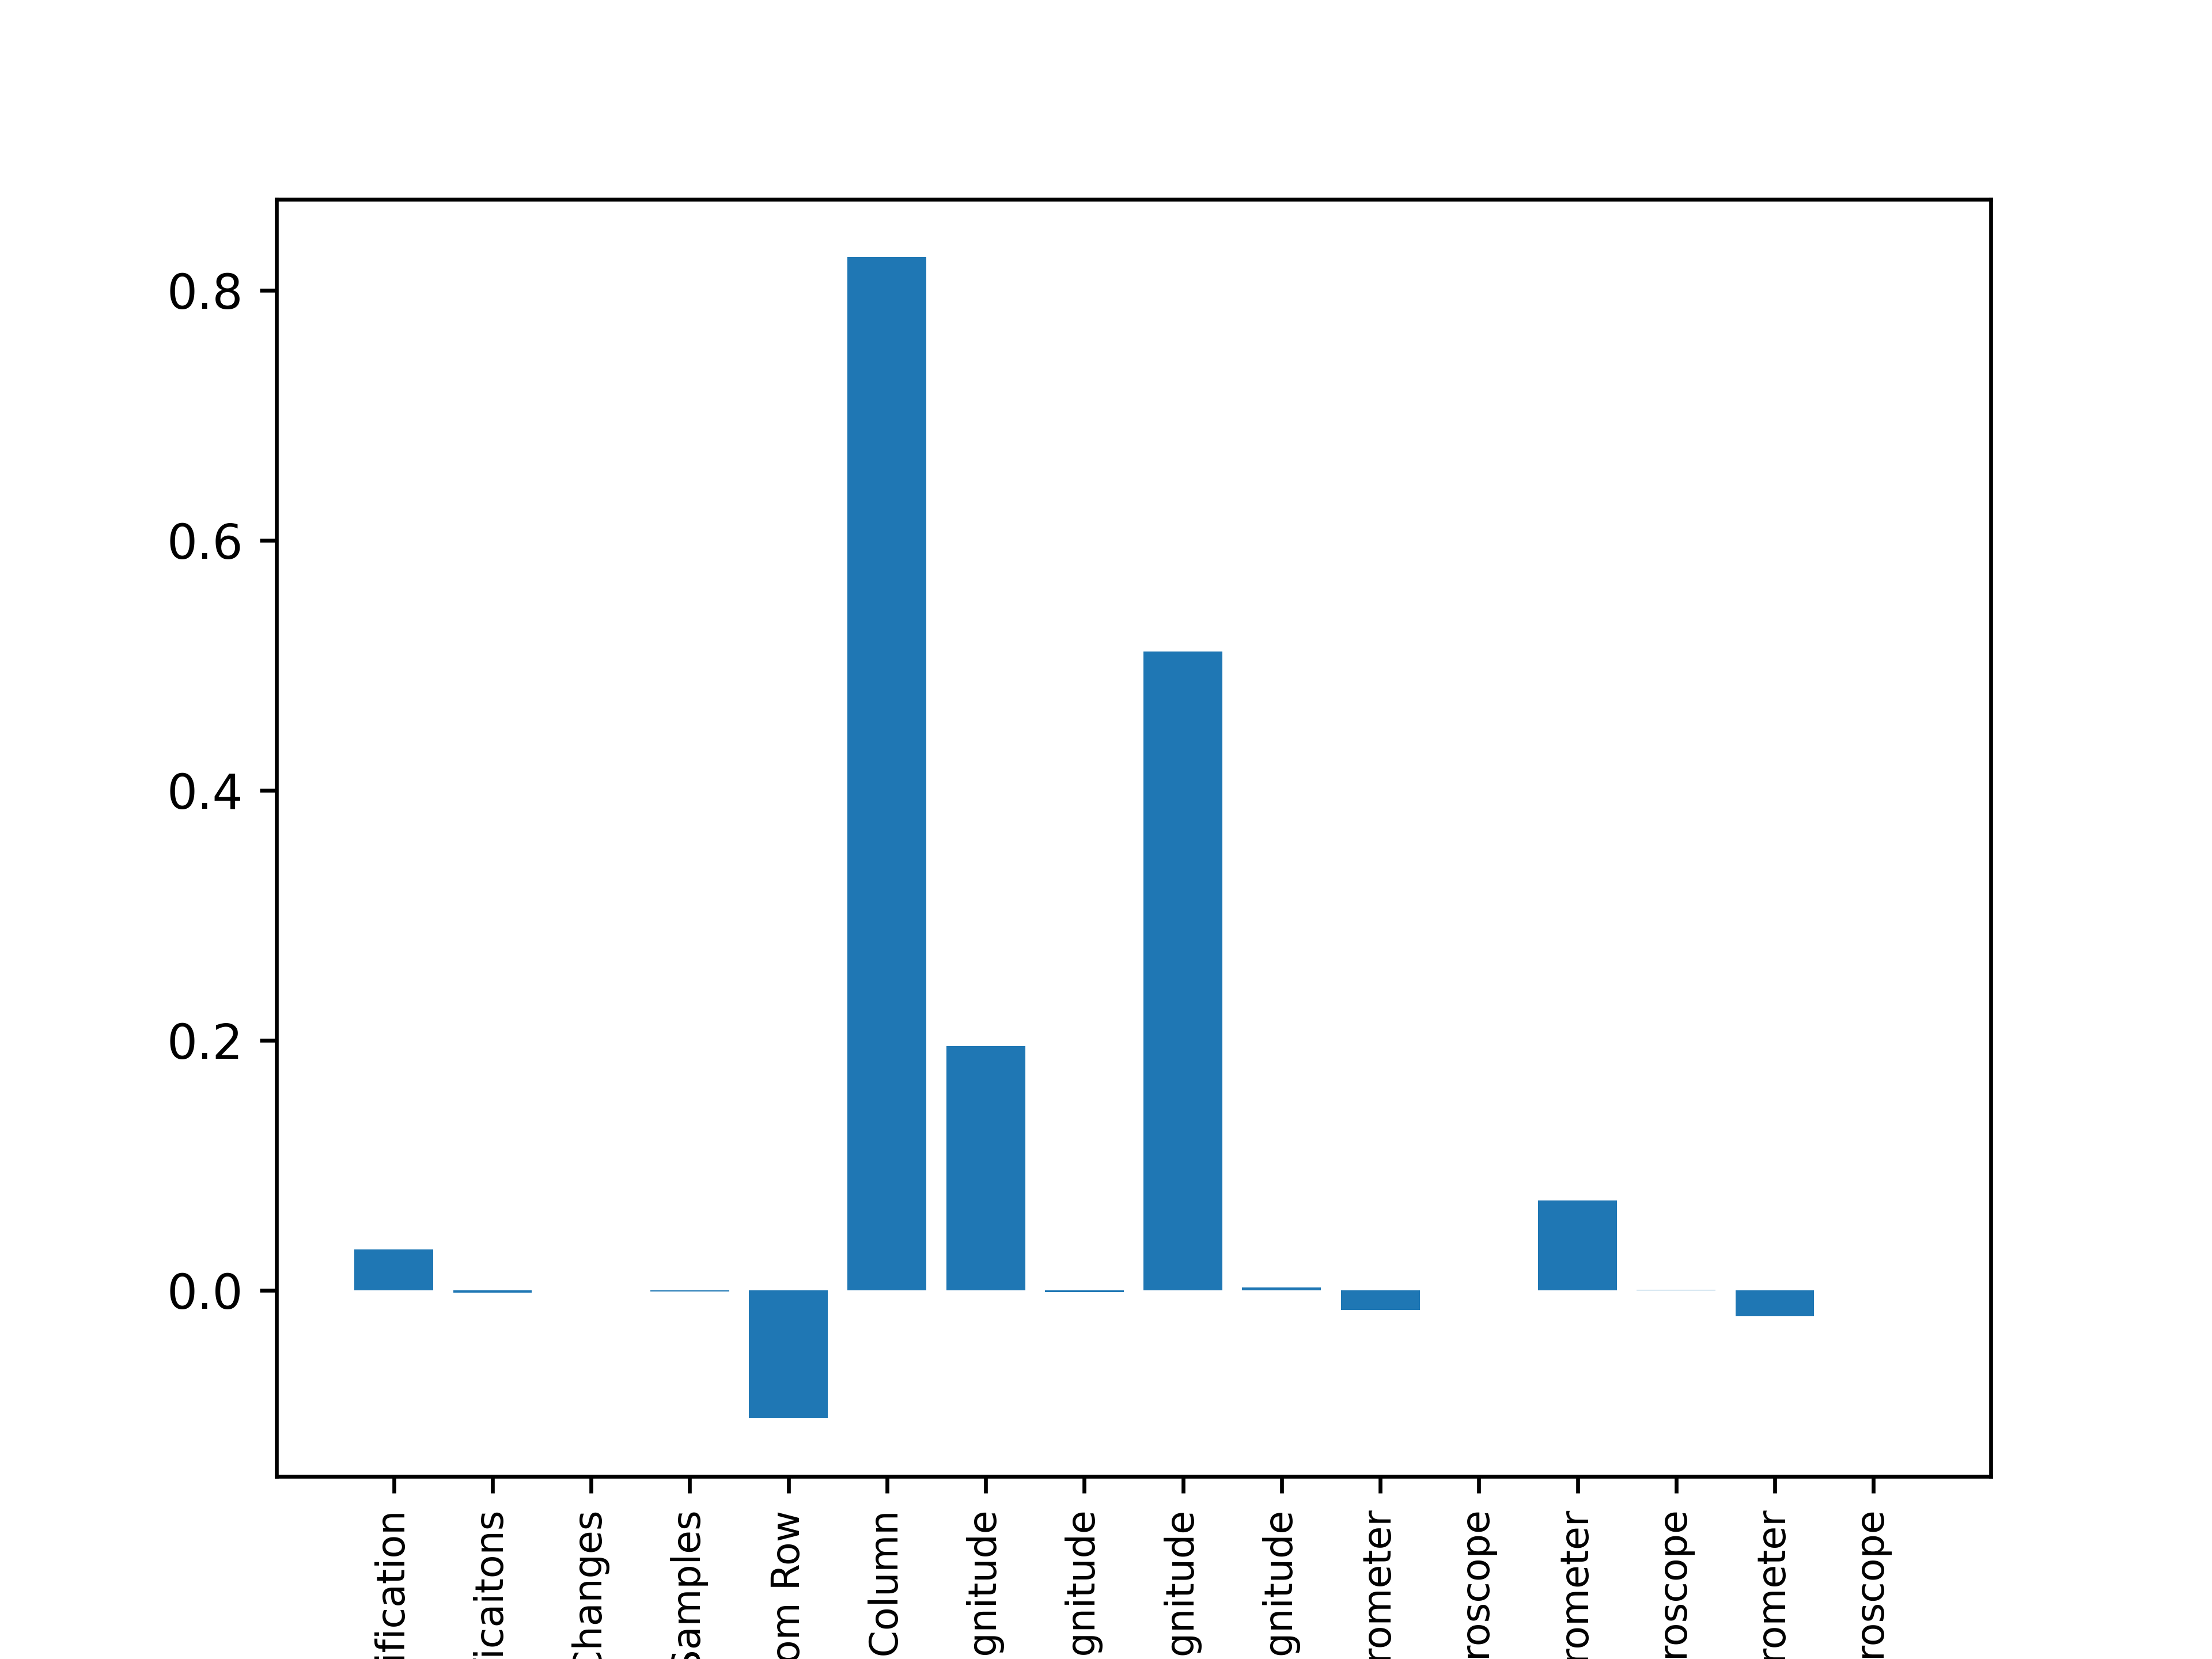 0.8
0.6
0.4
0.2
0.0
ification
icaitons
Changes
Samples
om Row
Column
gnitude
gnitude
gnitude
gnitude
rometer
roscope
rometer
roscope
rometer
roscope